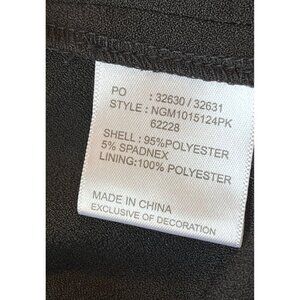 PO : 32630 / 32631
STYLE : NGM1015124PK
62228
SHELL : 95%POLYESTER
5% SPADNEX
LINING:100% POLYESTER
MADE IN CHINA
EXCLUSIVE OF DECORATION